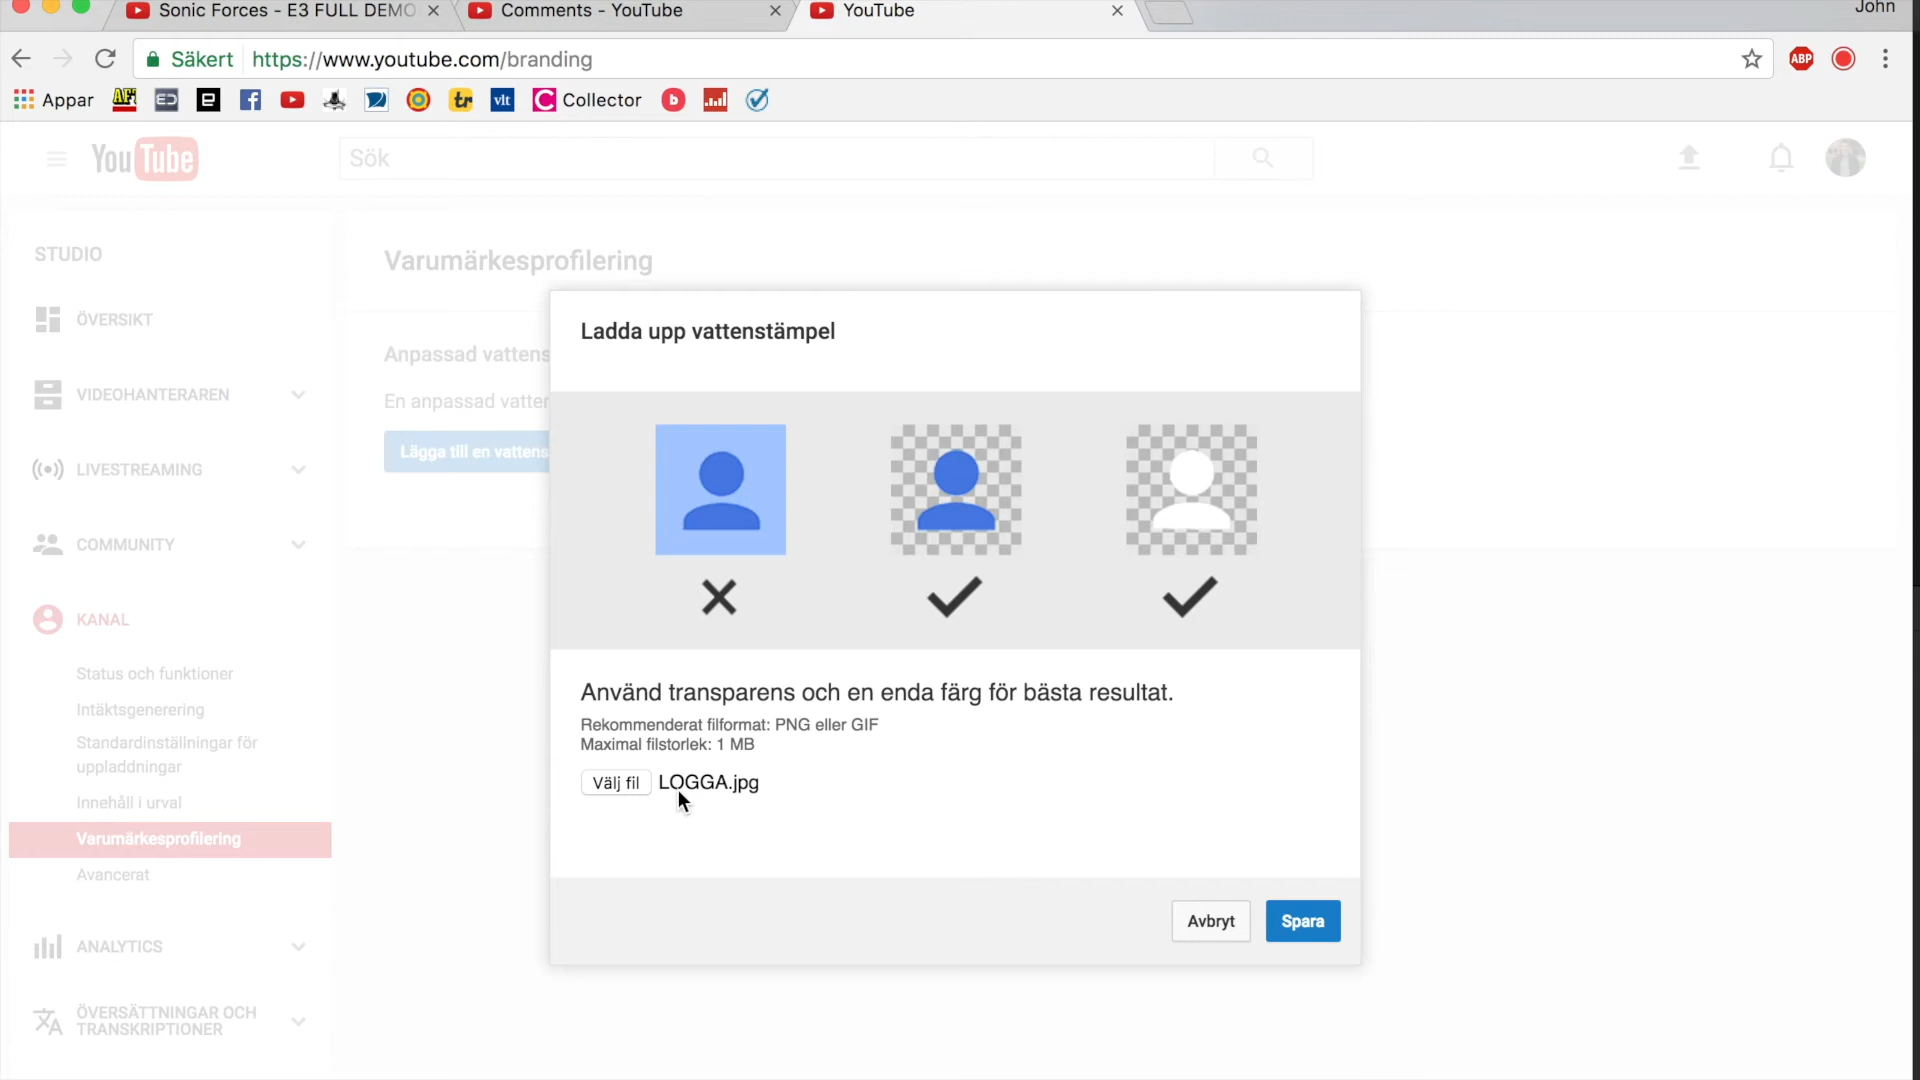 Sonic Forces - E3 FULL DEMO
Comments - YouTube
YouTube
John
Säkert
https://www.youtube.com/branding
ABP
Appar
tr
vlt
Collector
b
YouTube
Sök
STUDIO
Varumärkesprofilering
ÖVERSIKT
Ladda upp vattenstämpel
Anpassad vattens
VIDEOHANTERAREN
En anpassad vatter
Lägga till en vattens
LIVESTREAMING
COMMUNITY
KANAL
Status och funktioner
Intäktsgenerering
Standardinställningar för
uppladdningar
Innehåll i urval
Varumärkesprofilering
Avancerat
ANALYTICS
ÖVERSÄTTNINGAR OCH
TRANSKRIPTIONER
Använd transparens och en enda färg för bästa resultat.
Rekommenderat filformat: PNG eller GIF
Maximal filstorlek: 1 MB
Välj fil LOGGA.jpg
Avbryt
Spara